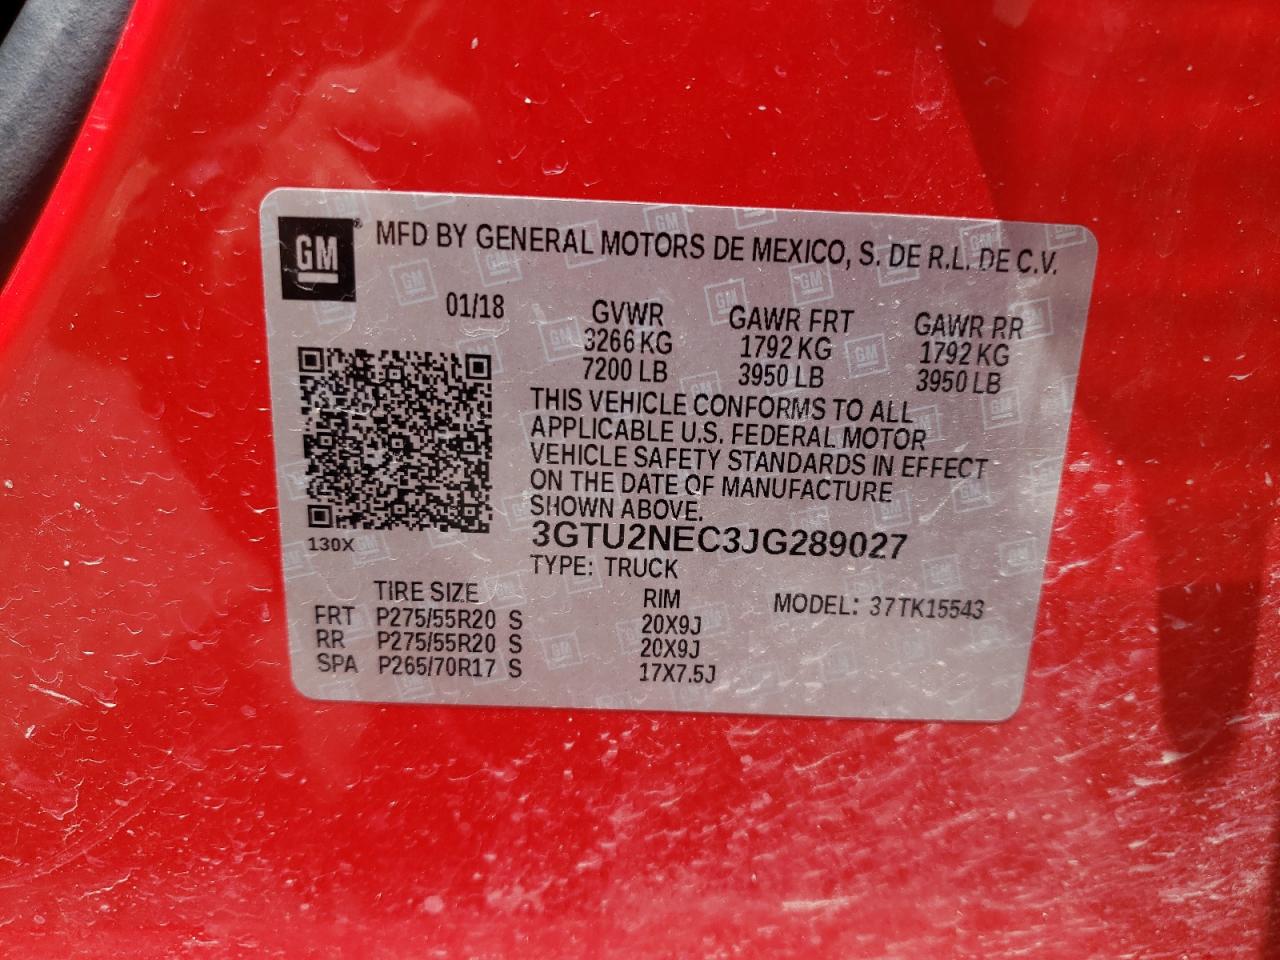 GM® MFD BY GENERAL MOTORS DE MEXICO, S. DE R.L. DE C.V.
01/18 GVWR GAWR FRT GAWR RR
3266 KG 1792 KG 1792 KG
7200 LB 3950 LB 3950 LB
THIS VEHICLE CONFORMS TO ALL
APPLICABLE U.S. FEDERAL MOTOR
VEHICLE SAFETY STANDARDS IN EFFECT
ON THE DATE OF MANUFACTURE
SHOWN ABOVE.
3GTU2NEC3JG289027
130X
TYPE: TRUCK
TIRE SIZE RIM MODEL: 37TK15543
FRT P275/55R20 S 20X9J
RR P275/55R20 S 20X9J
SPA P265/70R17 S 17X7.5J